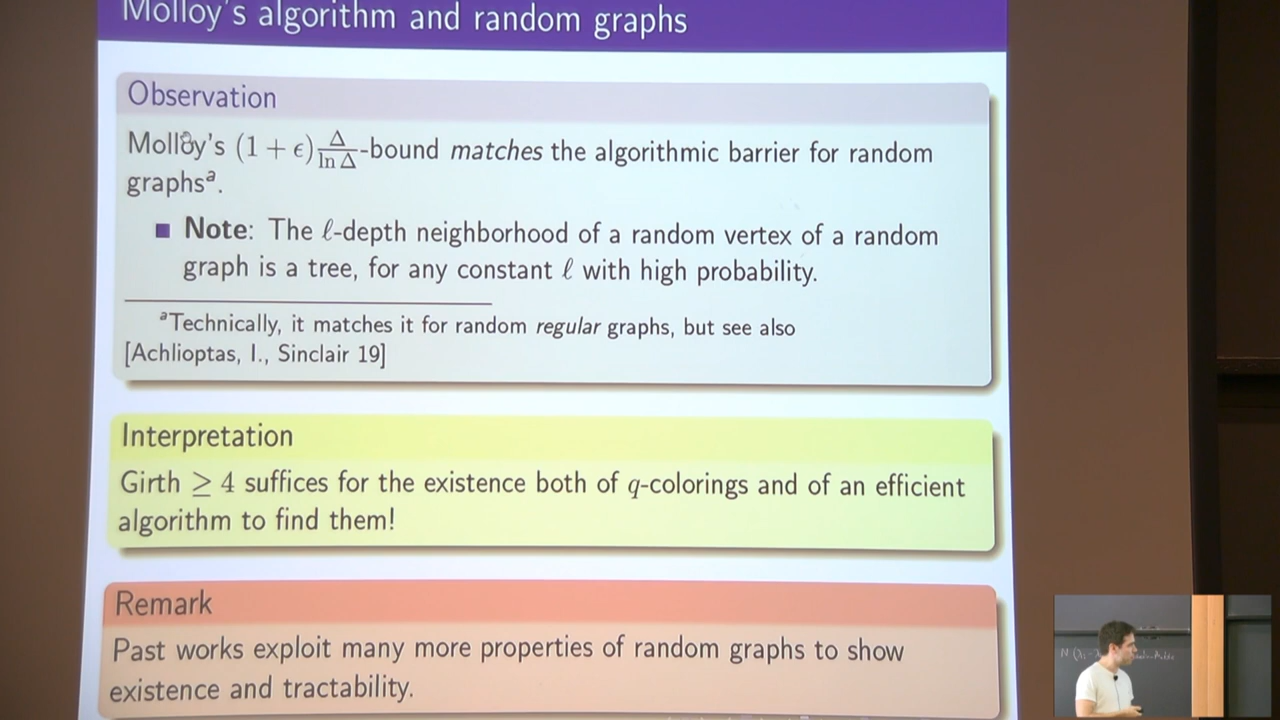 Molloy's algorithm and random graphs
Observation
Molloy's (1 + ϵ) Δ/ln Δ-bound matches the algorithmic barrier for random
graphsᵃ.
■ Note: The ℓ-depth neighborhood of a random vertex of a random
graph is a tree, for any constant ℓ with high probability.
ᵃTechnically, it matches it for random regular graphs, but see also
[Achlioptas, I., Sinclair 19]
Interpretation
Girth ≥ 4 suffices for the existence both of q-colorings and of an efficient
algorithm to find them!
Remark
Past works exploit many more properties of random graphs to show
existence and tractability.